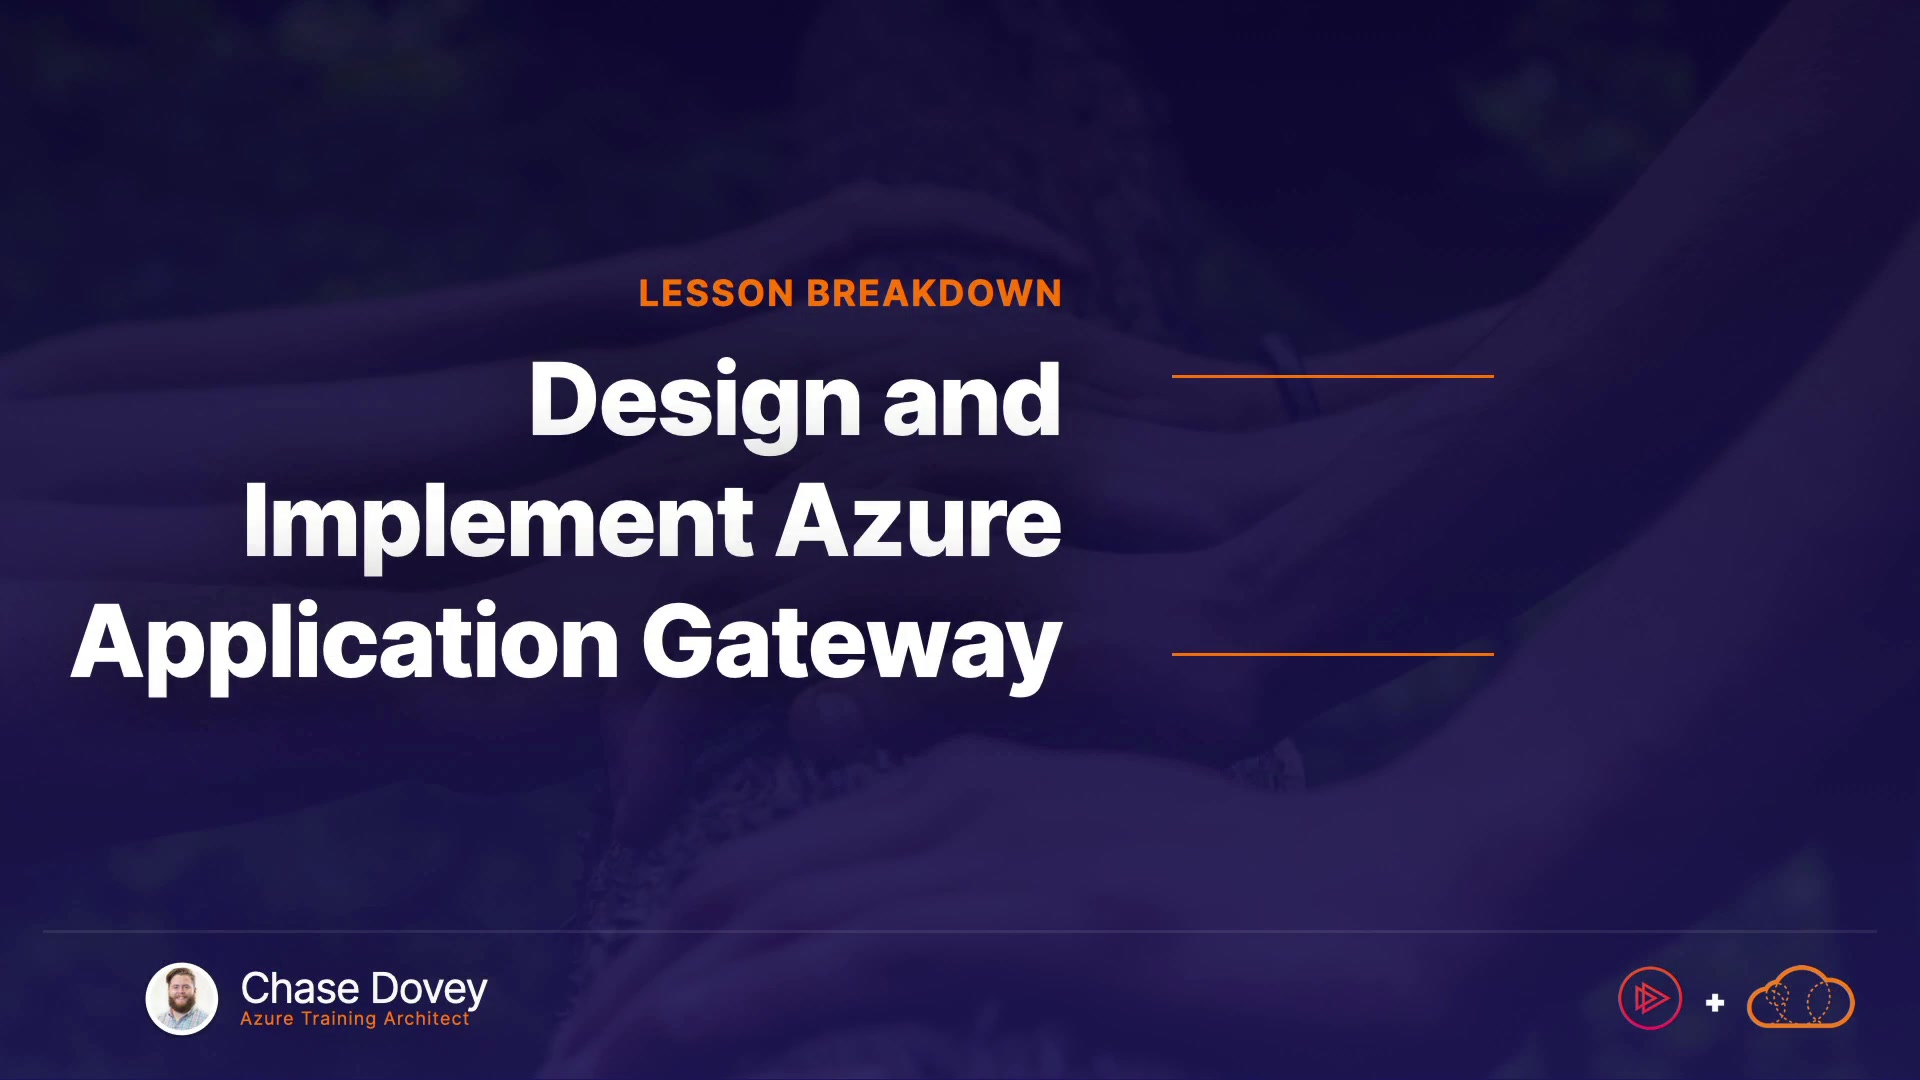 LESSON BREAKDOWN
Design and
Implement Azure
Application Gateway
Chase Dovey
Azure Training Architect